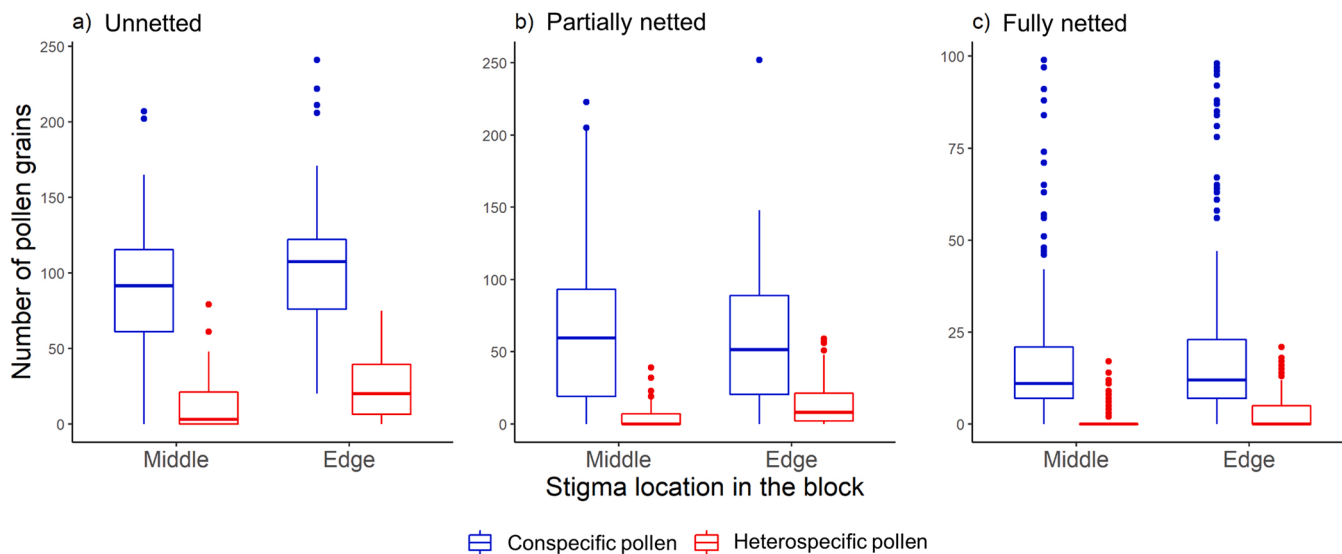 a) Unnetted
b) Partially netted
c) Fully netted
Number of pollen grains
250
200
150
100
50
0
250
200
150
100
50
0
100
75
50
25
0
Middle
Edge
Middle
Edge
Middle
Edge
Stigma location in the block
Conspecific pollen
Heterospecific pollen